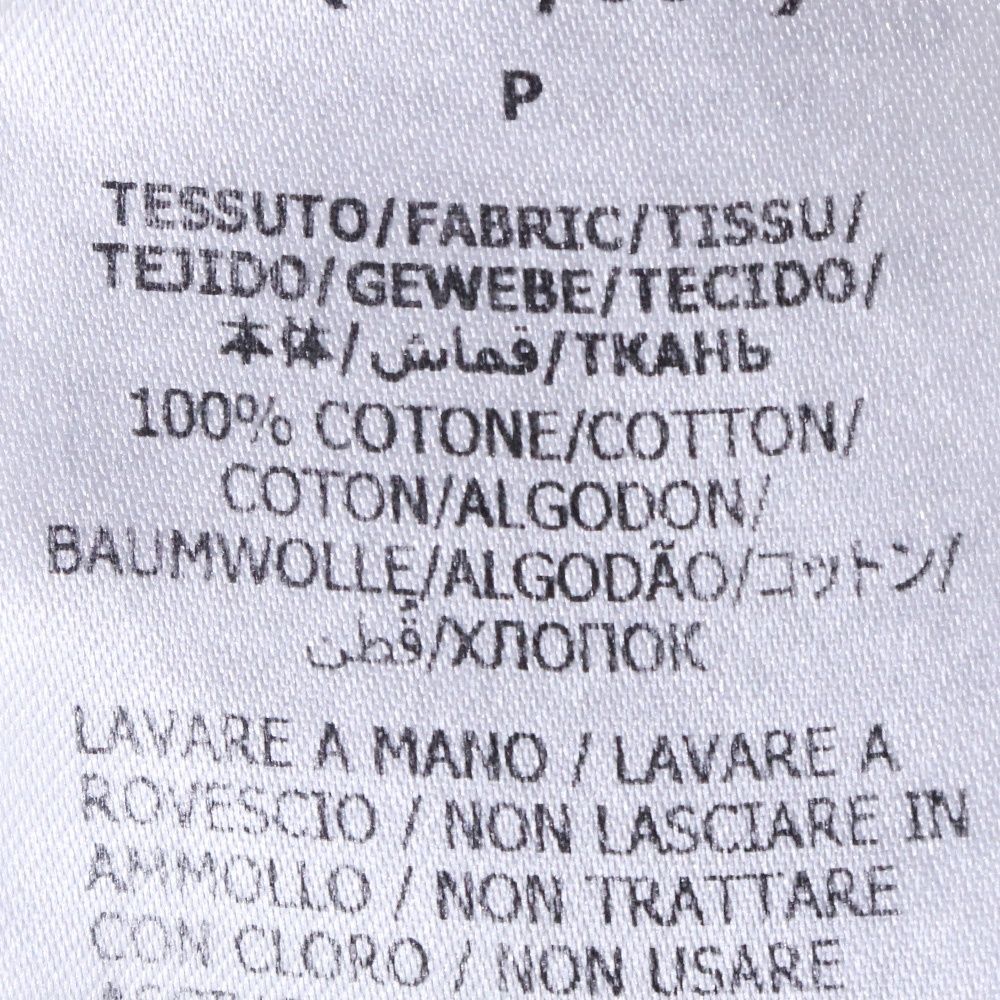 P
TESSUTO/FABRIC/TISSU/
TEJIDO/GEWEBE/TECIDO/
本体/قماش/ТКАНЬ
100% COTONE/COTTON/
COTON/ALGODON/
BAUMWOLLE/ALGODÃO/コットン/
قطن/ХЛОПОК
LAVARE A MANO / LAVARE A
ROVESCIO / NON LASCIARE IN
AMMOLLO / NON TRATTARE
CON CLORO / NON USARE